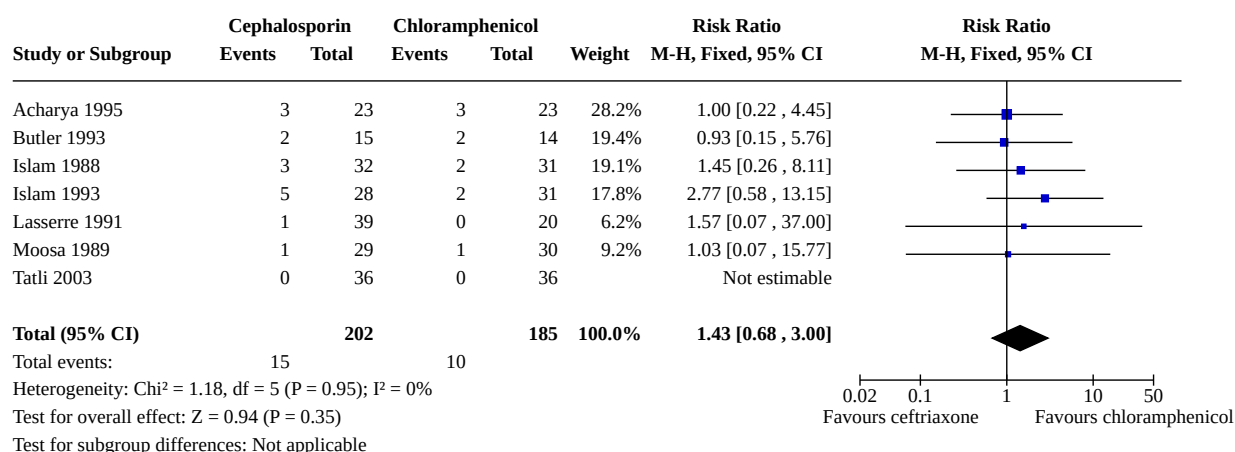 Cephalosporin Chloramphenicol Risk Ratio Risk Ratio
Study or Subgroup Events Total Events Total Weight M-H, Fixed, 95% CI M-H, Fixed, 95% CI
Acharya 1995 3 23 3 23 28.2% 1.00 [0.22 , 4.45]
Butler 1993 2 15 2 14 19.4% 0.93 [0.15 , 5.76]
Islam 1988 3 32 2 31 19.1% 1.45 [0.26 , 8.11]
Islam 1993 5 28 2 31 17.8% 2.77 [0.58 , 13.15]
Lasserre 1991 1 39 0 20 6.2% 1.57 [0.07 , 37.00]
Moosa 1989 1 29 1 30 9.2% 1.03 [0.07 , 15.77]
Tatli 2003 0 36 0 36 Not estimable
Total (95% CI) 202 185 100.0% 1.43 [0.68 , 3.00]
Total events: 15 10
Heterogeneity: Chi² = 1.18, df = 5 (P = 0.95); I² = 0%
0.02 0.1 1 10 50
Test for overall effect: Z = 0.94 (P = 0.35)
Favours ceftriaxone Favours chloramphenicol
Test for subgroup differences: Not applicable